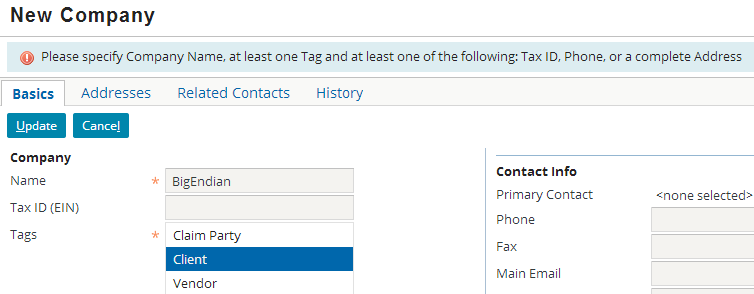 New Company
Please specify Company Name, at least one Tag and at least one of the following: Tax ID, Phone, or a complete Address
Basics Addresses Related Contacts History
Update Cancel
Company
Name * BigEndian
Tax ID (EIN)
Tags * Claim Party
Client
Vendor
Contact Info
Primary Contact <none selected>
Phone
Fax
Main Email